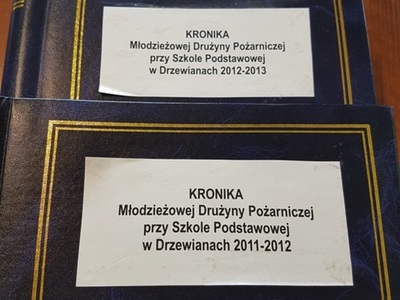 KRONIKA
Młodzieżowej Drużyny Pożarniczej
przy Szkole Podstawowej
w Drzewianach 2012-2013
KRONIKA
Młodzieżowej Drużyny Pożarniczej
przy Szkole Podstawowej
w Drzewianach 2011-2012